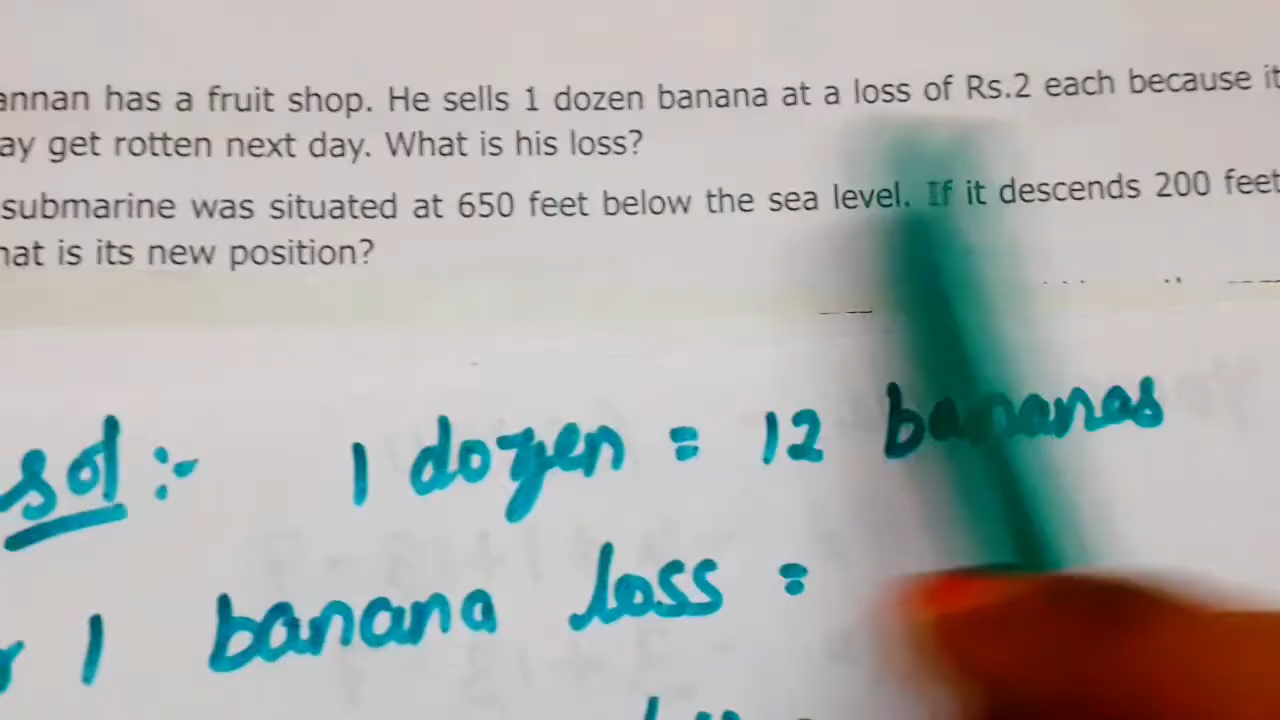 annan has a fruit shop. He sells 1 dozen banana at a loss of Rs.2 each because it
ay get rotten next day. What is his loss?
submarine was situated at 650 feet below the sea level. If it descends 200 feet
hat is its new position?
sol :- 1 dozen = 12 bananas
r 1 banana loss =